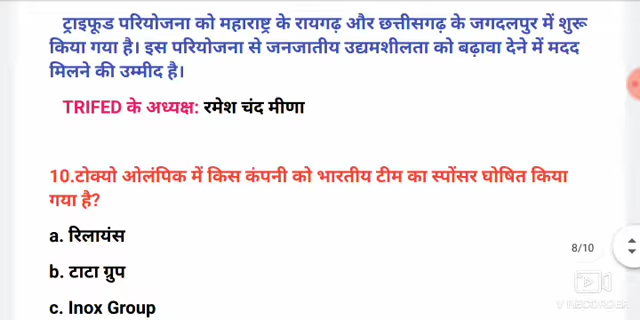 ट्राइफूड परियोजना को महाराष्ट्र के रायगढ़ और छत्तीसगढ़ के जगदलपुर में शुरू
किया गया है। इस परियोजना से जनजातीय उद्यमशीलता को बढ़ावा देने में मदद
मिलने की उम्मीद है।
TRIFED के अध्यक्ष: रमेश चंद मीणा
10.टोक्यो ओलंपिक में किस कंपनी को भारतीय टीम का स्पोंसर घोषित किया
गया है?
a. रिलायंस
8/10
b. टाटा ग्रुप
c. Inox Group